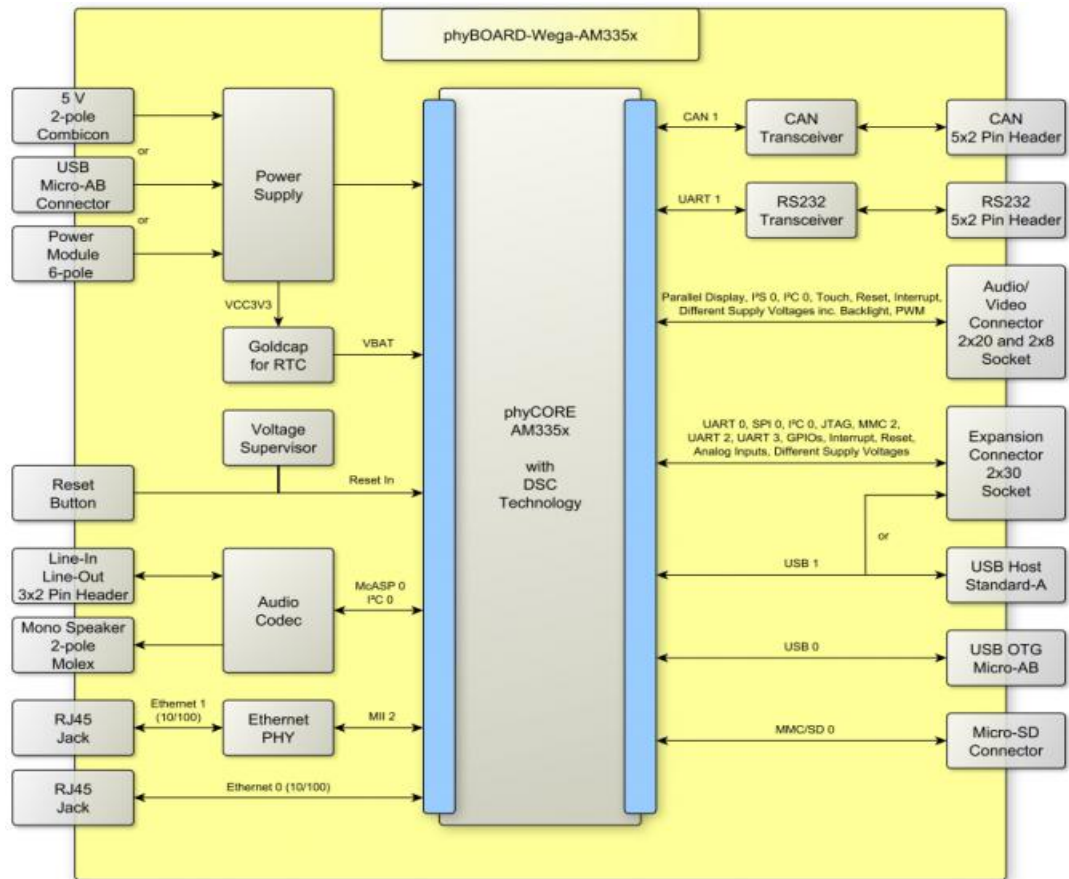 phyBOARD-Wega-AM335x
5 V
2-pole
Combicon
or
USB
Micro-AB
Connector
or
Power
Module
6-pole
Power
Supply
VCC3V3
Goldcap
for RTC
VBAT
Voltage
Supervisor
Reset
Button
Reset In
Line-In
Line-Out
3x2 Pin Header
Mono Speaker
2-pole
Molex
Audio
Codec
McASP 0
I²C 0
RJ45
Jack
Ethernet 1
(10/100)
Ethernet
PHY
MII 2
RJ45
Jack
Ethernet 0 (10/100)
phyCORE
AM335x
with
DSC
Technology
CAN 1
CAN
Transceiver
CAN
5x2 Pin Header
UART 1
RS232
Transceiver
RS232
5x2 Pin Header
Parallel Display, I²S 0, I²C 0, Touch, Reset, Interrupt,
Different Supply Voltages inc. Backlight, PWM
Audio/
Video
Connector
2x20 and 2x8
Socket
UART 0, SPI 0, I²C 0, JTAG, MMC 2,
UART 2, UART 3, GPIOs, Interrupt, Reset,
Analog Inputs, Different Supply Voltages
Expansion
Connector
2x30
Socket
or
USB 1
USB Host
Standard-A
USB 0
USB OTG
Micro-AB
MMC/SD 0
Micro-SD
Connector